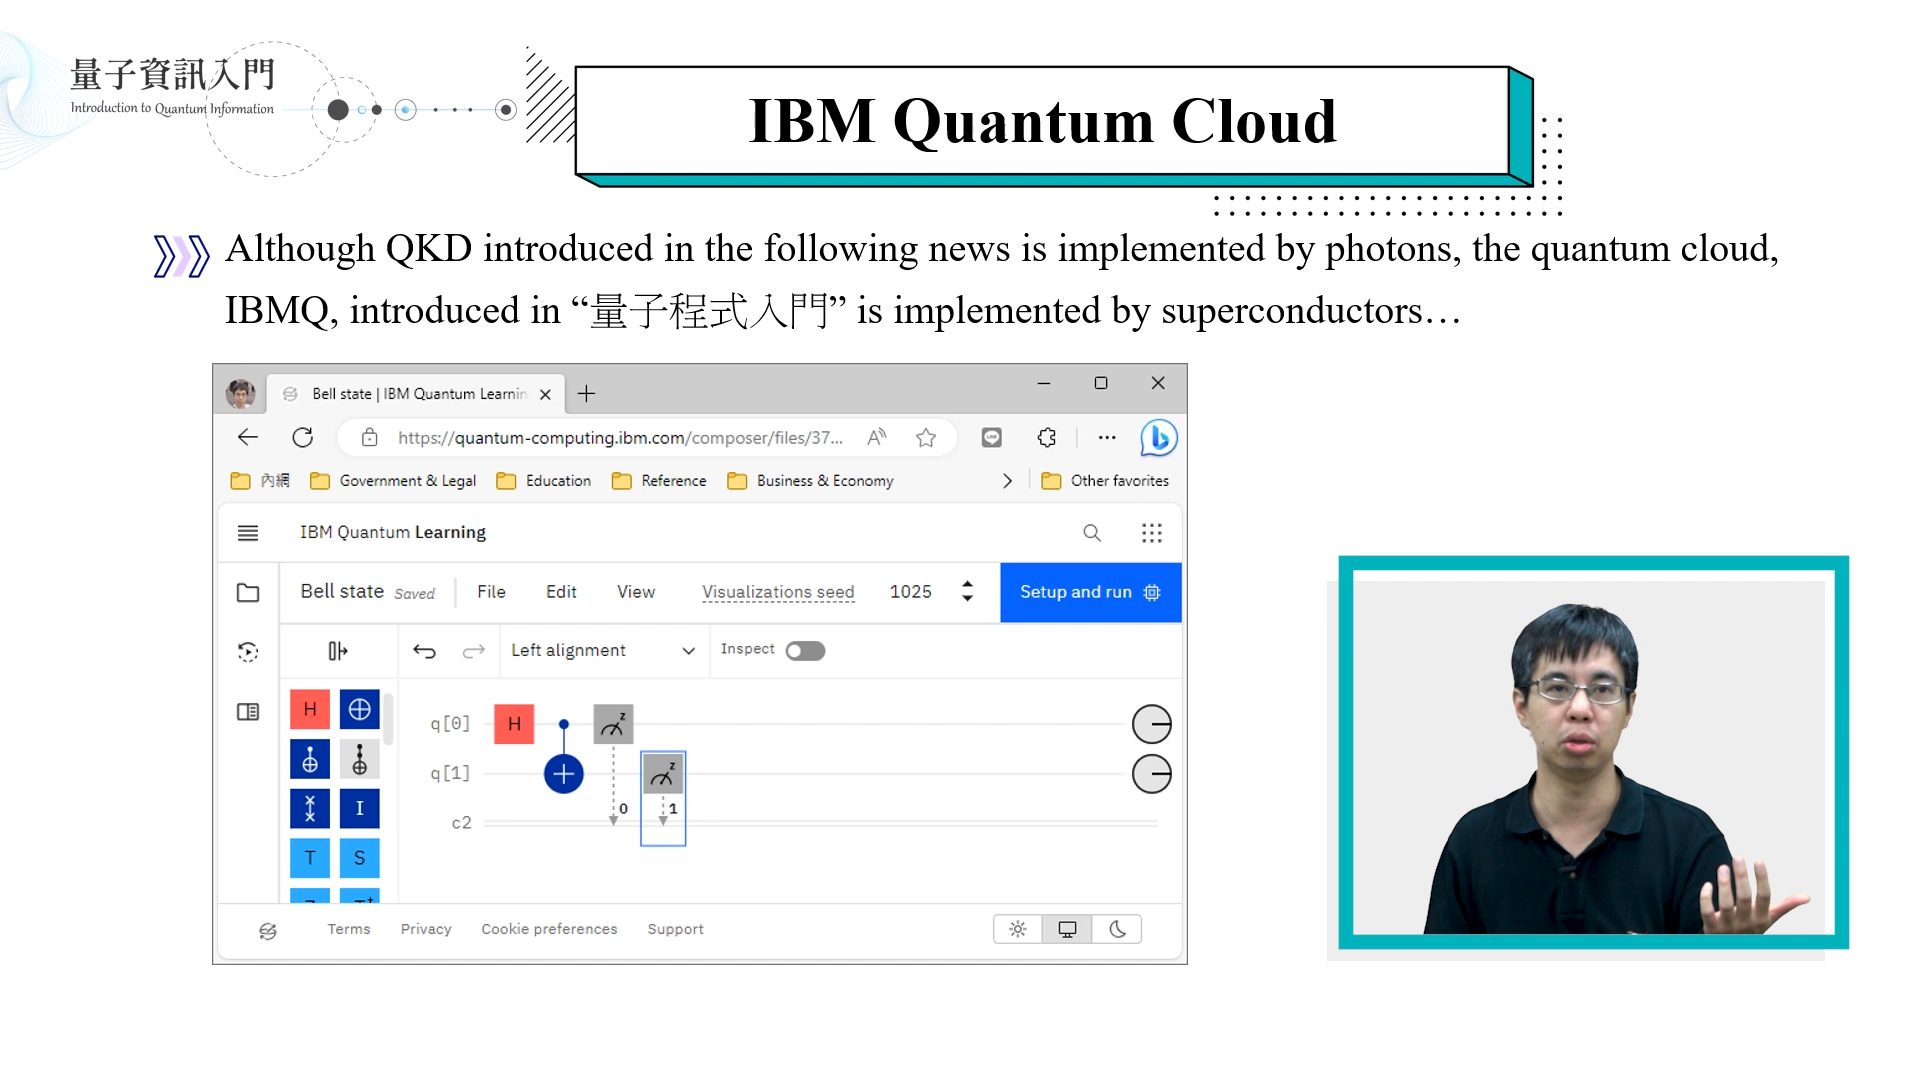 量子資訊入門
Introduction to Quantum Information
IBM Quantum Cloud
Although QKD introduced in the following news is implemented by photons, the quantum cloud,
IBMQ, introduced in “量子程式入門” is implemented by superconductors…
Bell state | IBM Quantum Learnin
https://quantum-computing.ibm.com/composer/files/37...
內網 Government & Legal Education Reference Business & Economy Other favorites
IBM Quantum Learning
Bell state Saved File Edit View Visualizations seed 1025 Setup and run
Left alignment Inspect
H
q[0] H z
q[1] z
0 1
I
c2
T S
Terms Privacy Cookie preferences Support